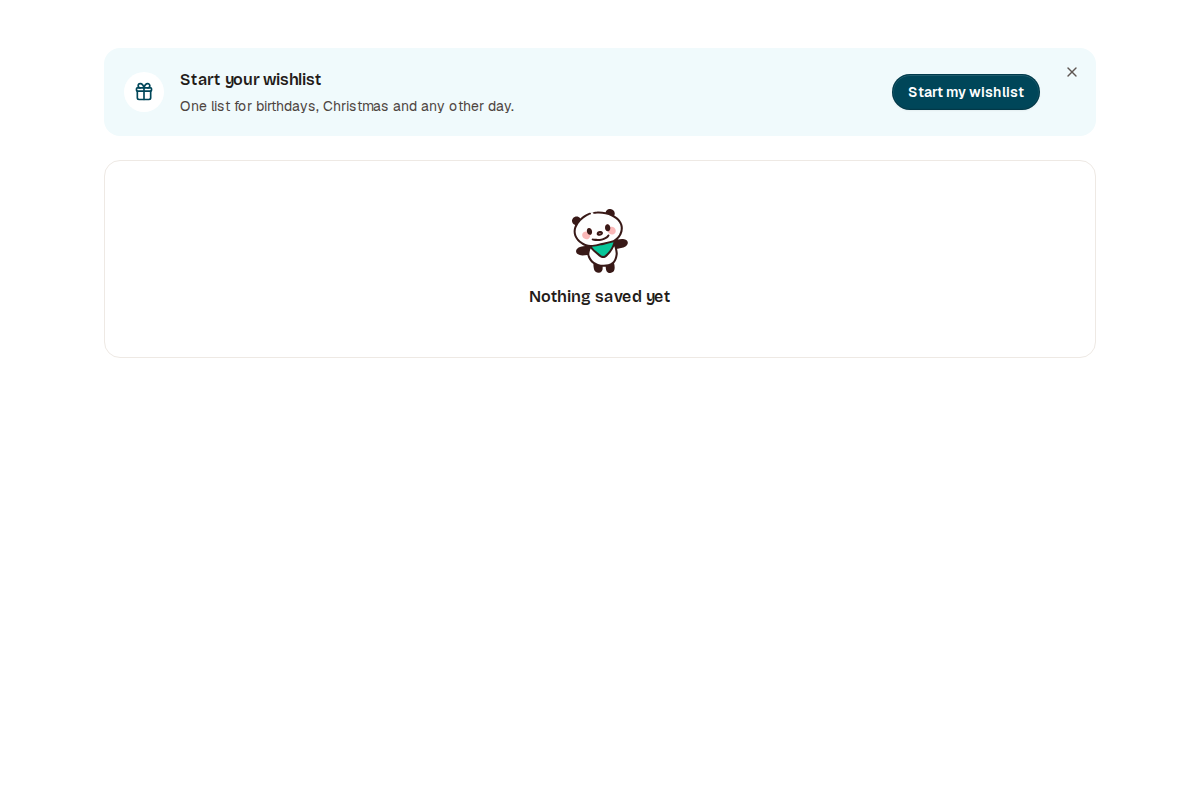 Start your wishlist
One list for birthdays, Christmas and any other day.
Start my wishlist
Nothing saved yet